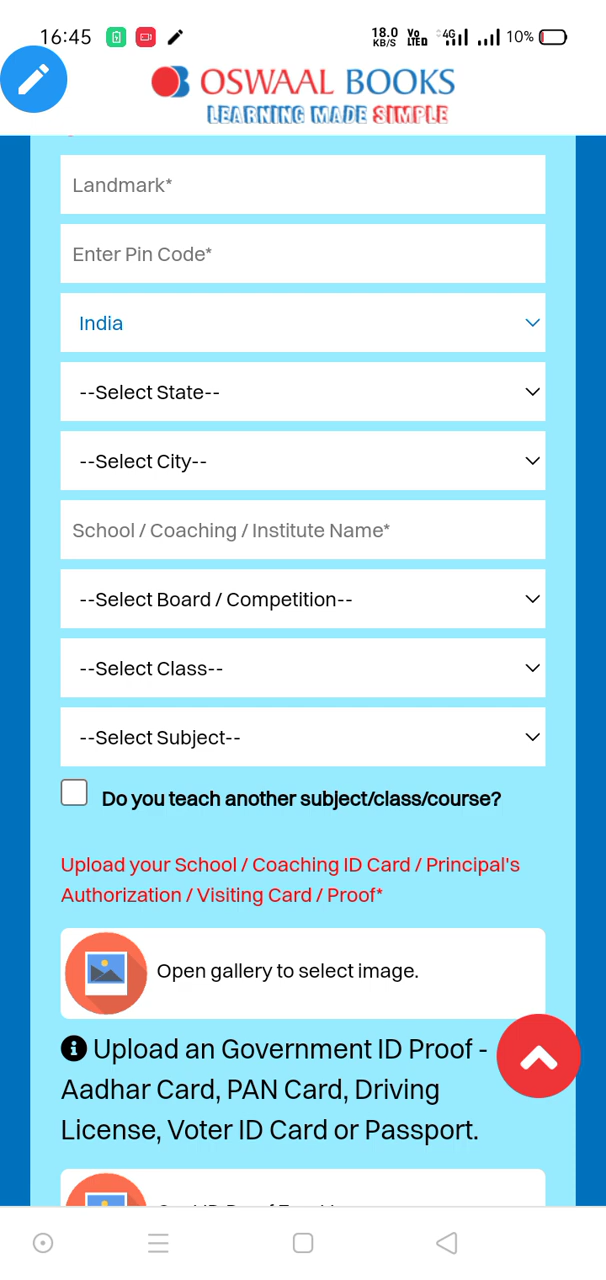 16:45
18.0 KB/S
Vo LTED
4G
10%
OSWAAL BOOKS
LEARNING MADE SIMPLE
Landmark*
Enter Pin Code*
India
--Select State--
--Select City--
School / Coaching / Institute Name*
--Select Board / Competition--
--Select Class--
--Select Subject--
Do you teach another subject/class/course?
Upload your School / Coaching ID Card / Principal's
Authorization / Visiting Card / Proof*
Open gallery to select image.
Upload an Government ID Proof -
Aadhar Card, PAN Card, Driving
License, Voter ID Card or Passport.